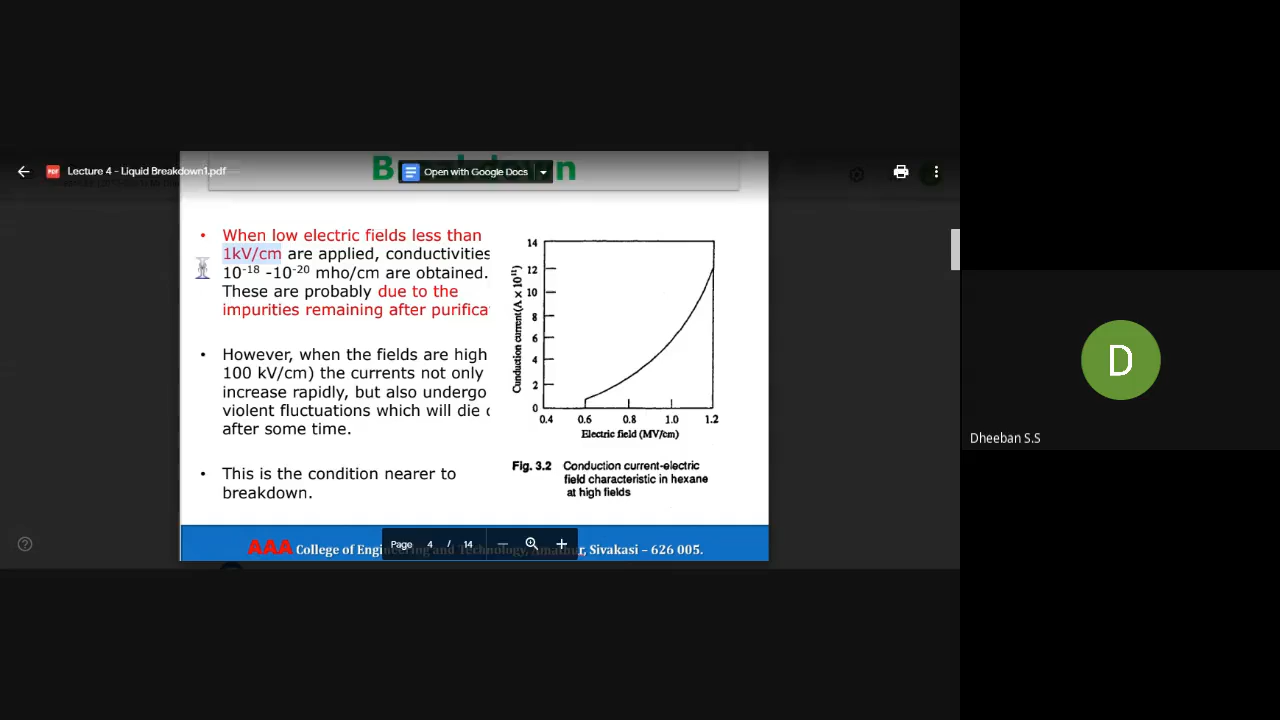 Breakdown
Lecture 4 - Liquid Breakdown1.pdf
Open with Google Docs
When low electric fields less than
1kV/cm are applied, conductivities
10-18 -10-20 mho/cm are obtained.
These are probably due to the
impurities remaining after purifica
• However, when the fields are high
100 kV/cm) the currents not only
increase rapidly, but also undergo
violent fluctuations which will die
after some time.
• This is the condition nearer to
breakdown.
14
12
10
8
6
4
2
0
Conduction current (A x 10¹¹)
0.4 0.6 0.8 1.0 1.2
Electric field (MV/cm)
Fig. 3.2 Conduction current-electric
field characteristic in hexane
at high fields
AAA College of Engineering and Technology, Amathur, Sivakasi – 626 005.
Page 4 / 14
D
Dheeban S.S